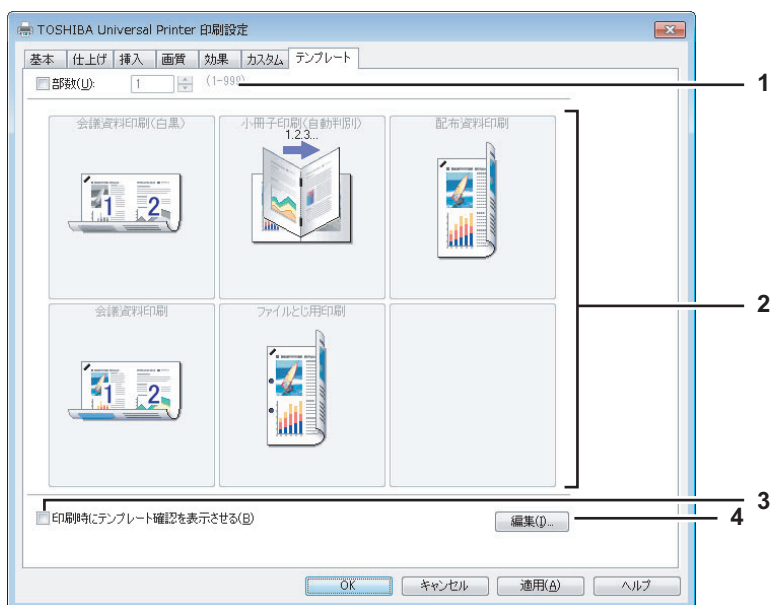 TOSHIBA Universal Printer 印刷設定
基本 仕上げ 挿入 画質 効果 カスタム テンプレート
部数(U): 1 (1-999) 1
会議資料印刷(白黒) 小冊子印刷(自動判別) 配布資料印刷
1.2.3...
1 2
2
会議資料印刷 ファイルとじ用印刷
1 2
3
印刷時にテンプレート確認を表示させる(B) 編集(I)... 4
OK キャンセル 適用(A) ヘルプ